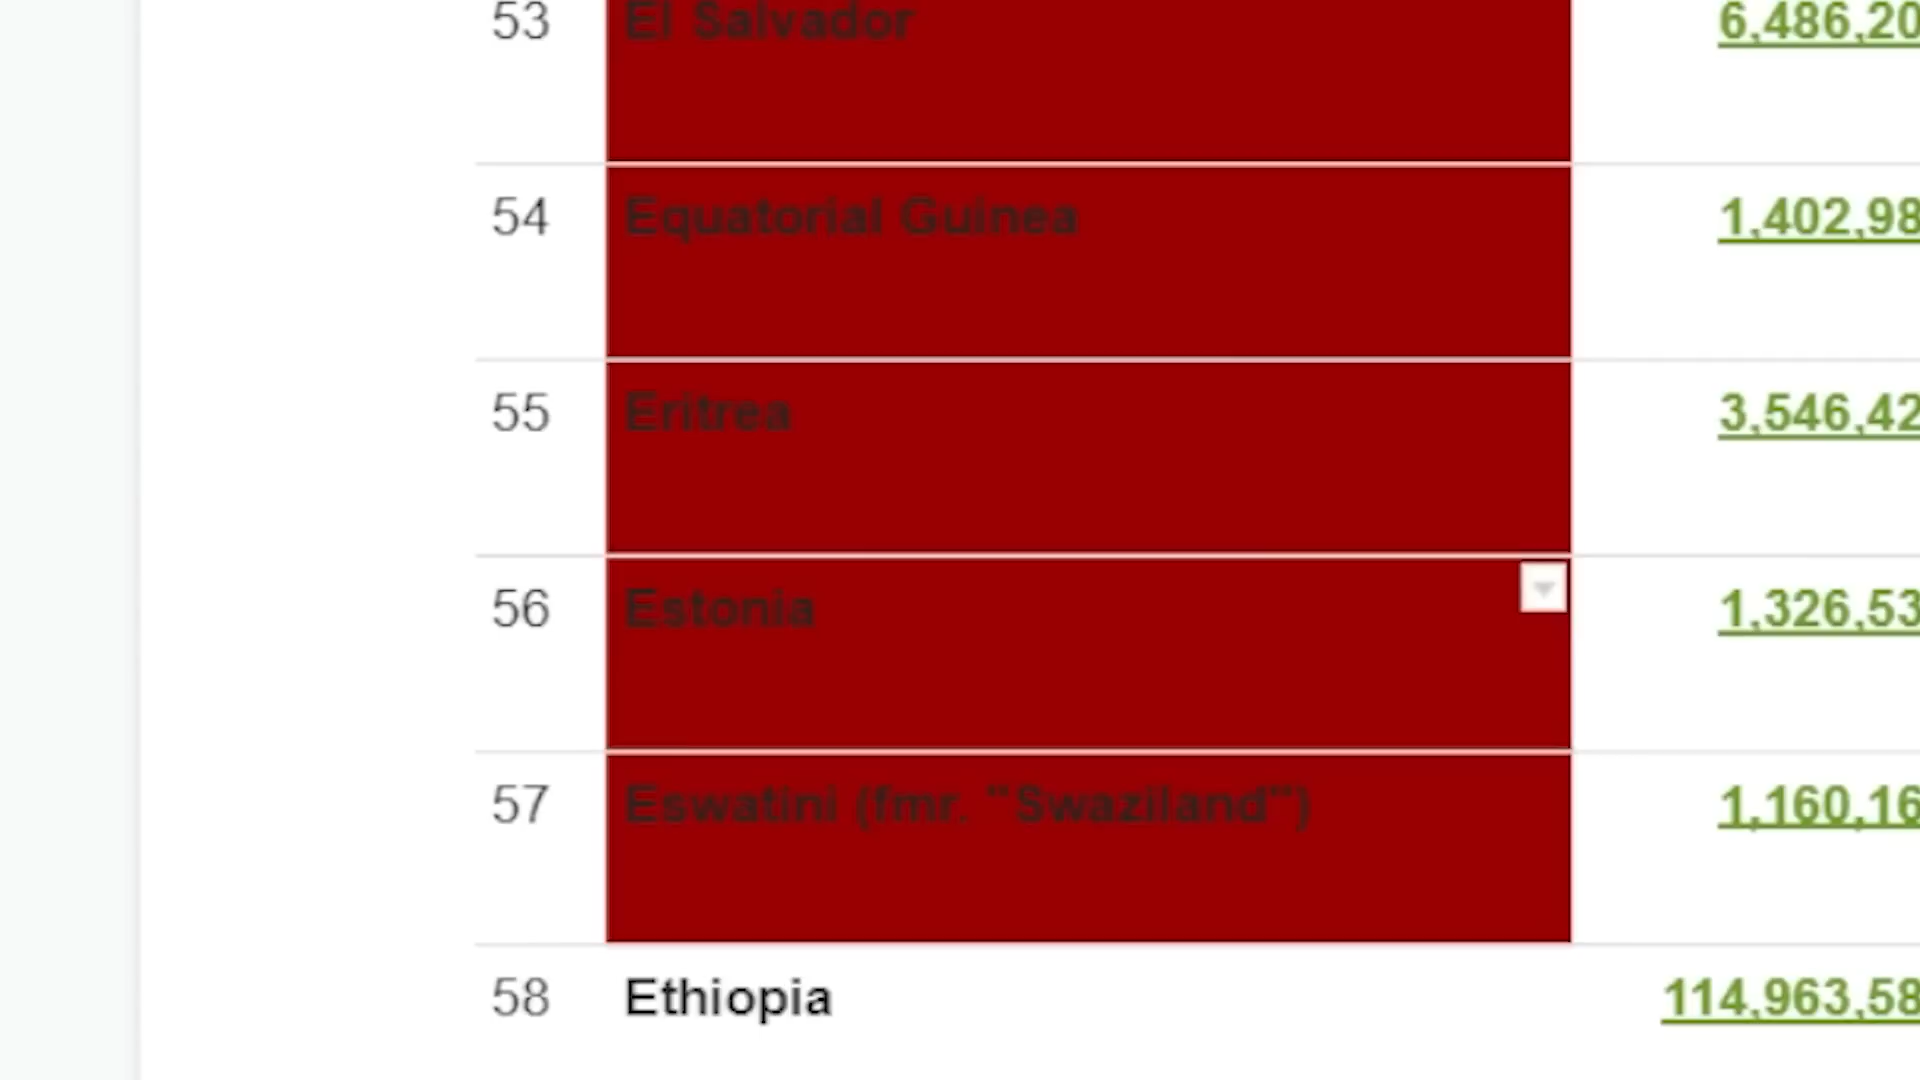 53 El Salvador 6,486,20
54 Equatorial Guinea 1,402,98
55 Eritrea 3,546,42
56 Estonia 1,326,53
57 Eswatini (fmr. "Swaziland") 1,160,16
58 Ethiopia 114,963,58